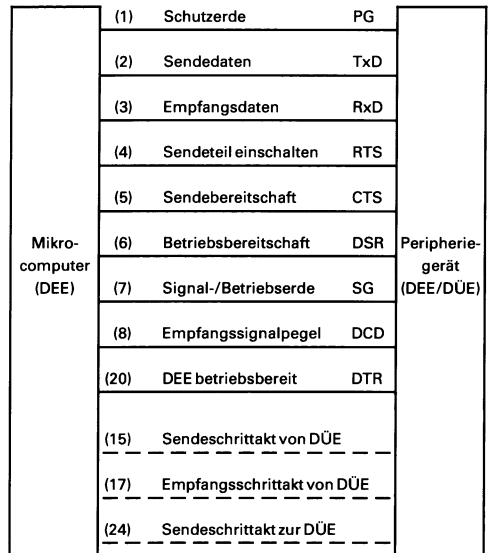 (1) Schutzerde PG
(2) Sendedaten TxD
(3) Empfangsdaten RxD
(4) Sendeteil einschalten RTS
(5) Sendebereitschaft CTS
Mikro-
computer
(DEE)
(6) Betriebsbereitschaft DSR
(7) Signal-/Betriebserde SG
(8) Empfangssignalpegel DCD
(20) DEE betriebsbereit DTR
(15) Sendeschrittakt von DÜE
(17) Empfangsschrittakt von DÜE
(24) Sendeschrittakt zur DÜE
Peripherie-
gerät
(DEE/DÜE)